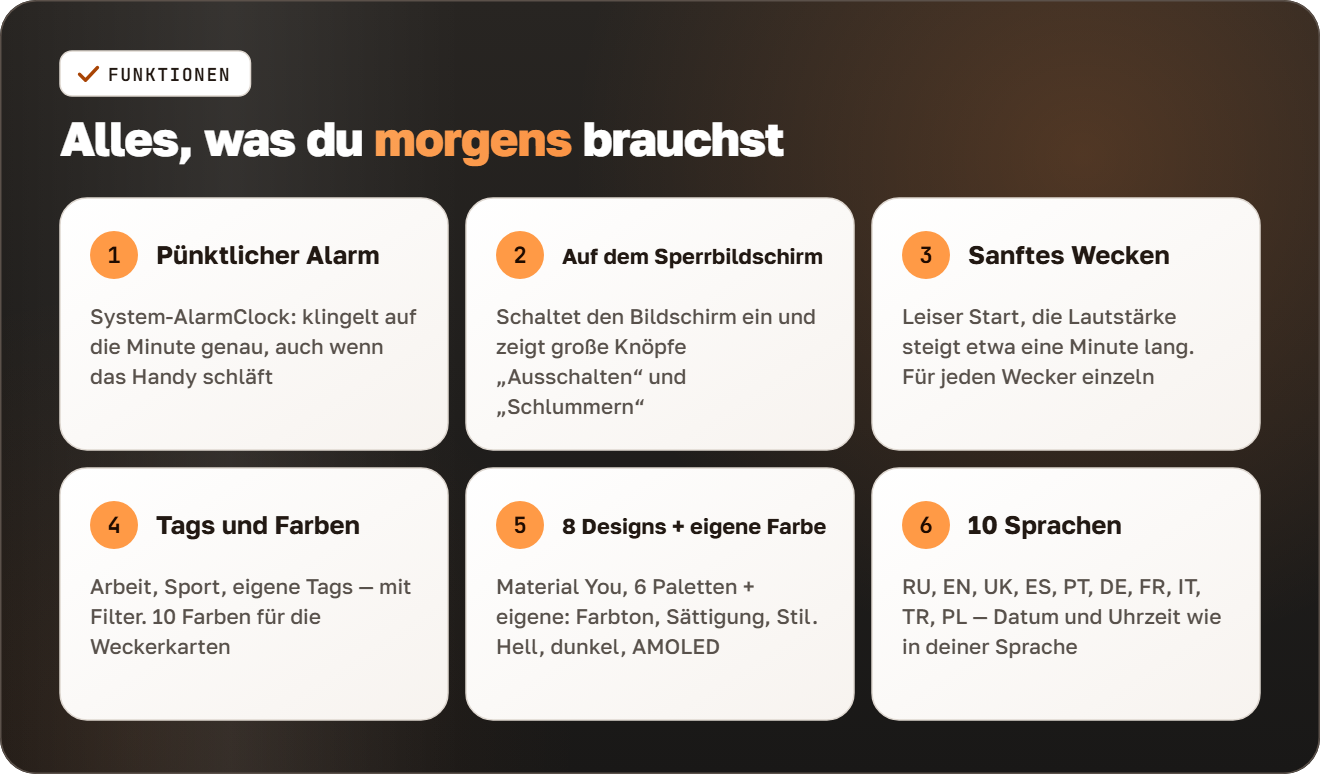 FUNKTIONEN
Alles, was du morgens brauchst
1 Pünktlicher Alarm
System-AlarmClock: klingelt auf
die Minute genau, auch wenn
das Handy schläft
2 Auf dem Sperrbildschirm
Schaltet den Bildschirm ein und
zeigt große Knöpfe
„Ausschalten“ und
„Schlummern“
3 Sanftes Wecken
Leiser Start, die Lautstärke
steigt etwa eine Minute lang.
Für jeden Wecker einzeln
4 Tags und Farben
Arbeit, Sport, eigene Tags — mit
Filter. 10 Farben für die
Weckerkarten
5 8 Designs + eigene Farbe
Material You, 6 Paletten +
eigene: Farbton, Sättigung, Stil.
Hell, dunkel, AMOLED
6 10 Sprachen
RU, EN, UK, ES, PT, DE, FR, IT,
TR, PL — Datum und Uhrzeit wie
in deiner Sprache